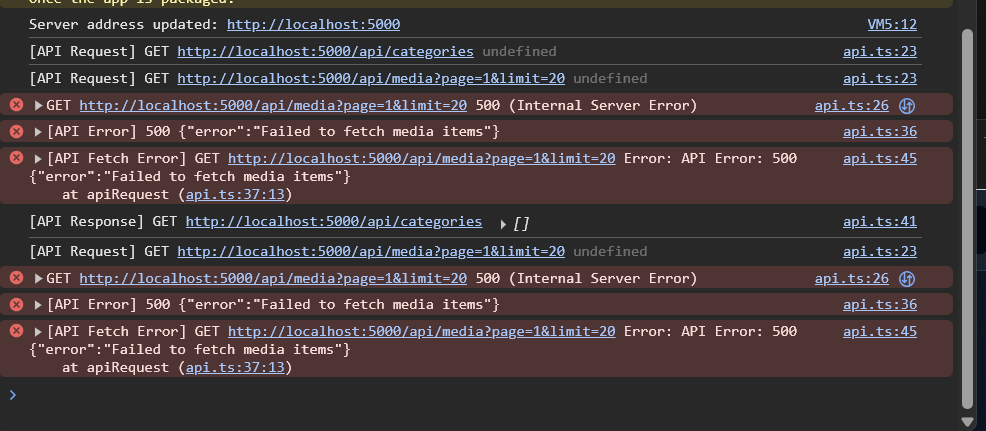 Once the app is packaged.
Server address updated: http://localhost:5000 VM5:12
[API Request] GET http://localhost:5000/api/categories undefined api.ts:23
[API Request] GET http://localhost:5000/api/media?page=1&limit=20 undefined api.ts:23
GET http://localhost:5000/api/media?page=1&limit=20 500 (Internal Server Error) api.ts:26
[API Error] 500 {"error":"Failed to fetch media items"} api.ts:36
[API Fetch Error] GET http://localhost:5000/api/media?page=1&limit=20 Error: API Error: 500 api.ts:45
{"error":"Failed to fetch media items"}
at apiRequest (api.ts:37:13)
[API Response] GET http://localhost:5000/api/categories [] api.ts:41
[API Request] GET http://localhost:5000/api/media?page=1&limit=20 undefined api.ts:23
GET http://localhost:5000/api/media?page=1&limit=20 500 (Internal Server Error) api.ts:26
[API Error] 500 {"error":"Failed to fetch media items"} api.ts:36
[API Fetch Error] GET http://localhost:5000/api/media?page=1&limit=20 Error: API Error: 500 api.ts:45
{"error":"Failed to fetch media items"}
at apiRequest (api.ts:37:13)